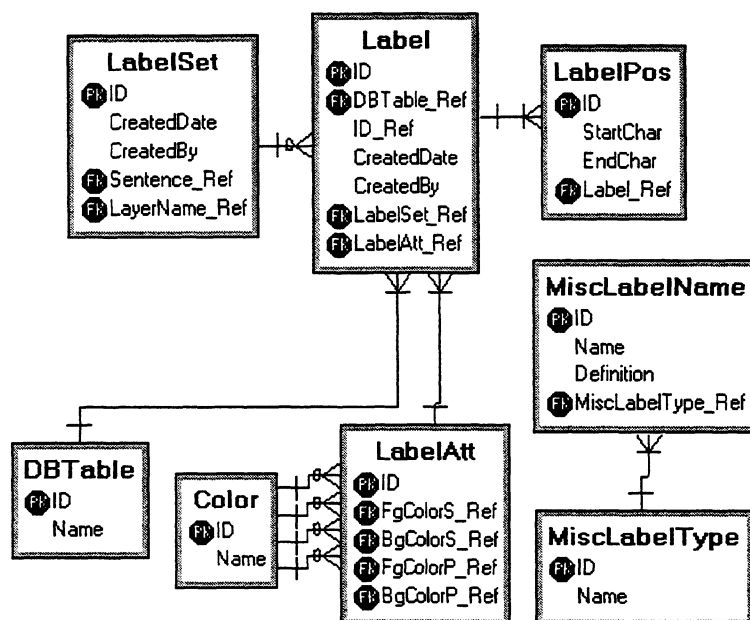 LabelSet
PK ID
CreatedDate
CreatedBy
FK Sentence_Ref
FK LayerName_Ref
Label
PK ID
FK DBTable_Ref
ID_Ref
CreatedDate
CreatedBy
FK LabelSet_Ref
FK LabelAtt_Ref
LabelPos
PK ID
StartChar
EndChar
FK Label_Ref
MiscLabelName
PK ID
Name
Definition
FK MiscLabelType_Ref
DBTable
PK ID
Name
Color
PK ID
Name
LabelAtt
PK ID
FK FgColorS_Ref
FK BgColorS_Ref
FK FgColorP_Ref
FK BgColorP_Ref
MiscLabelType
PK ID
Name